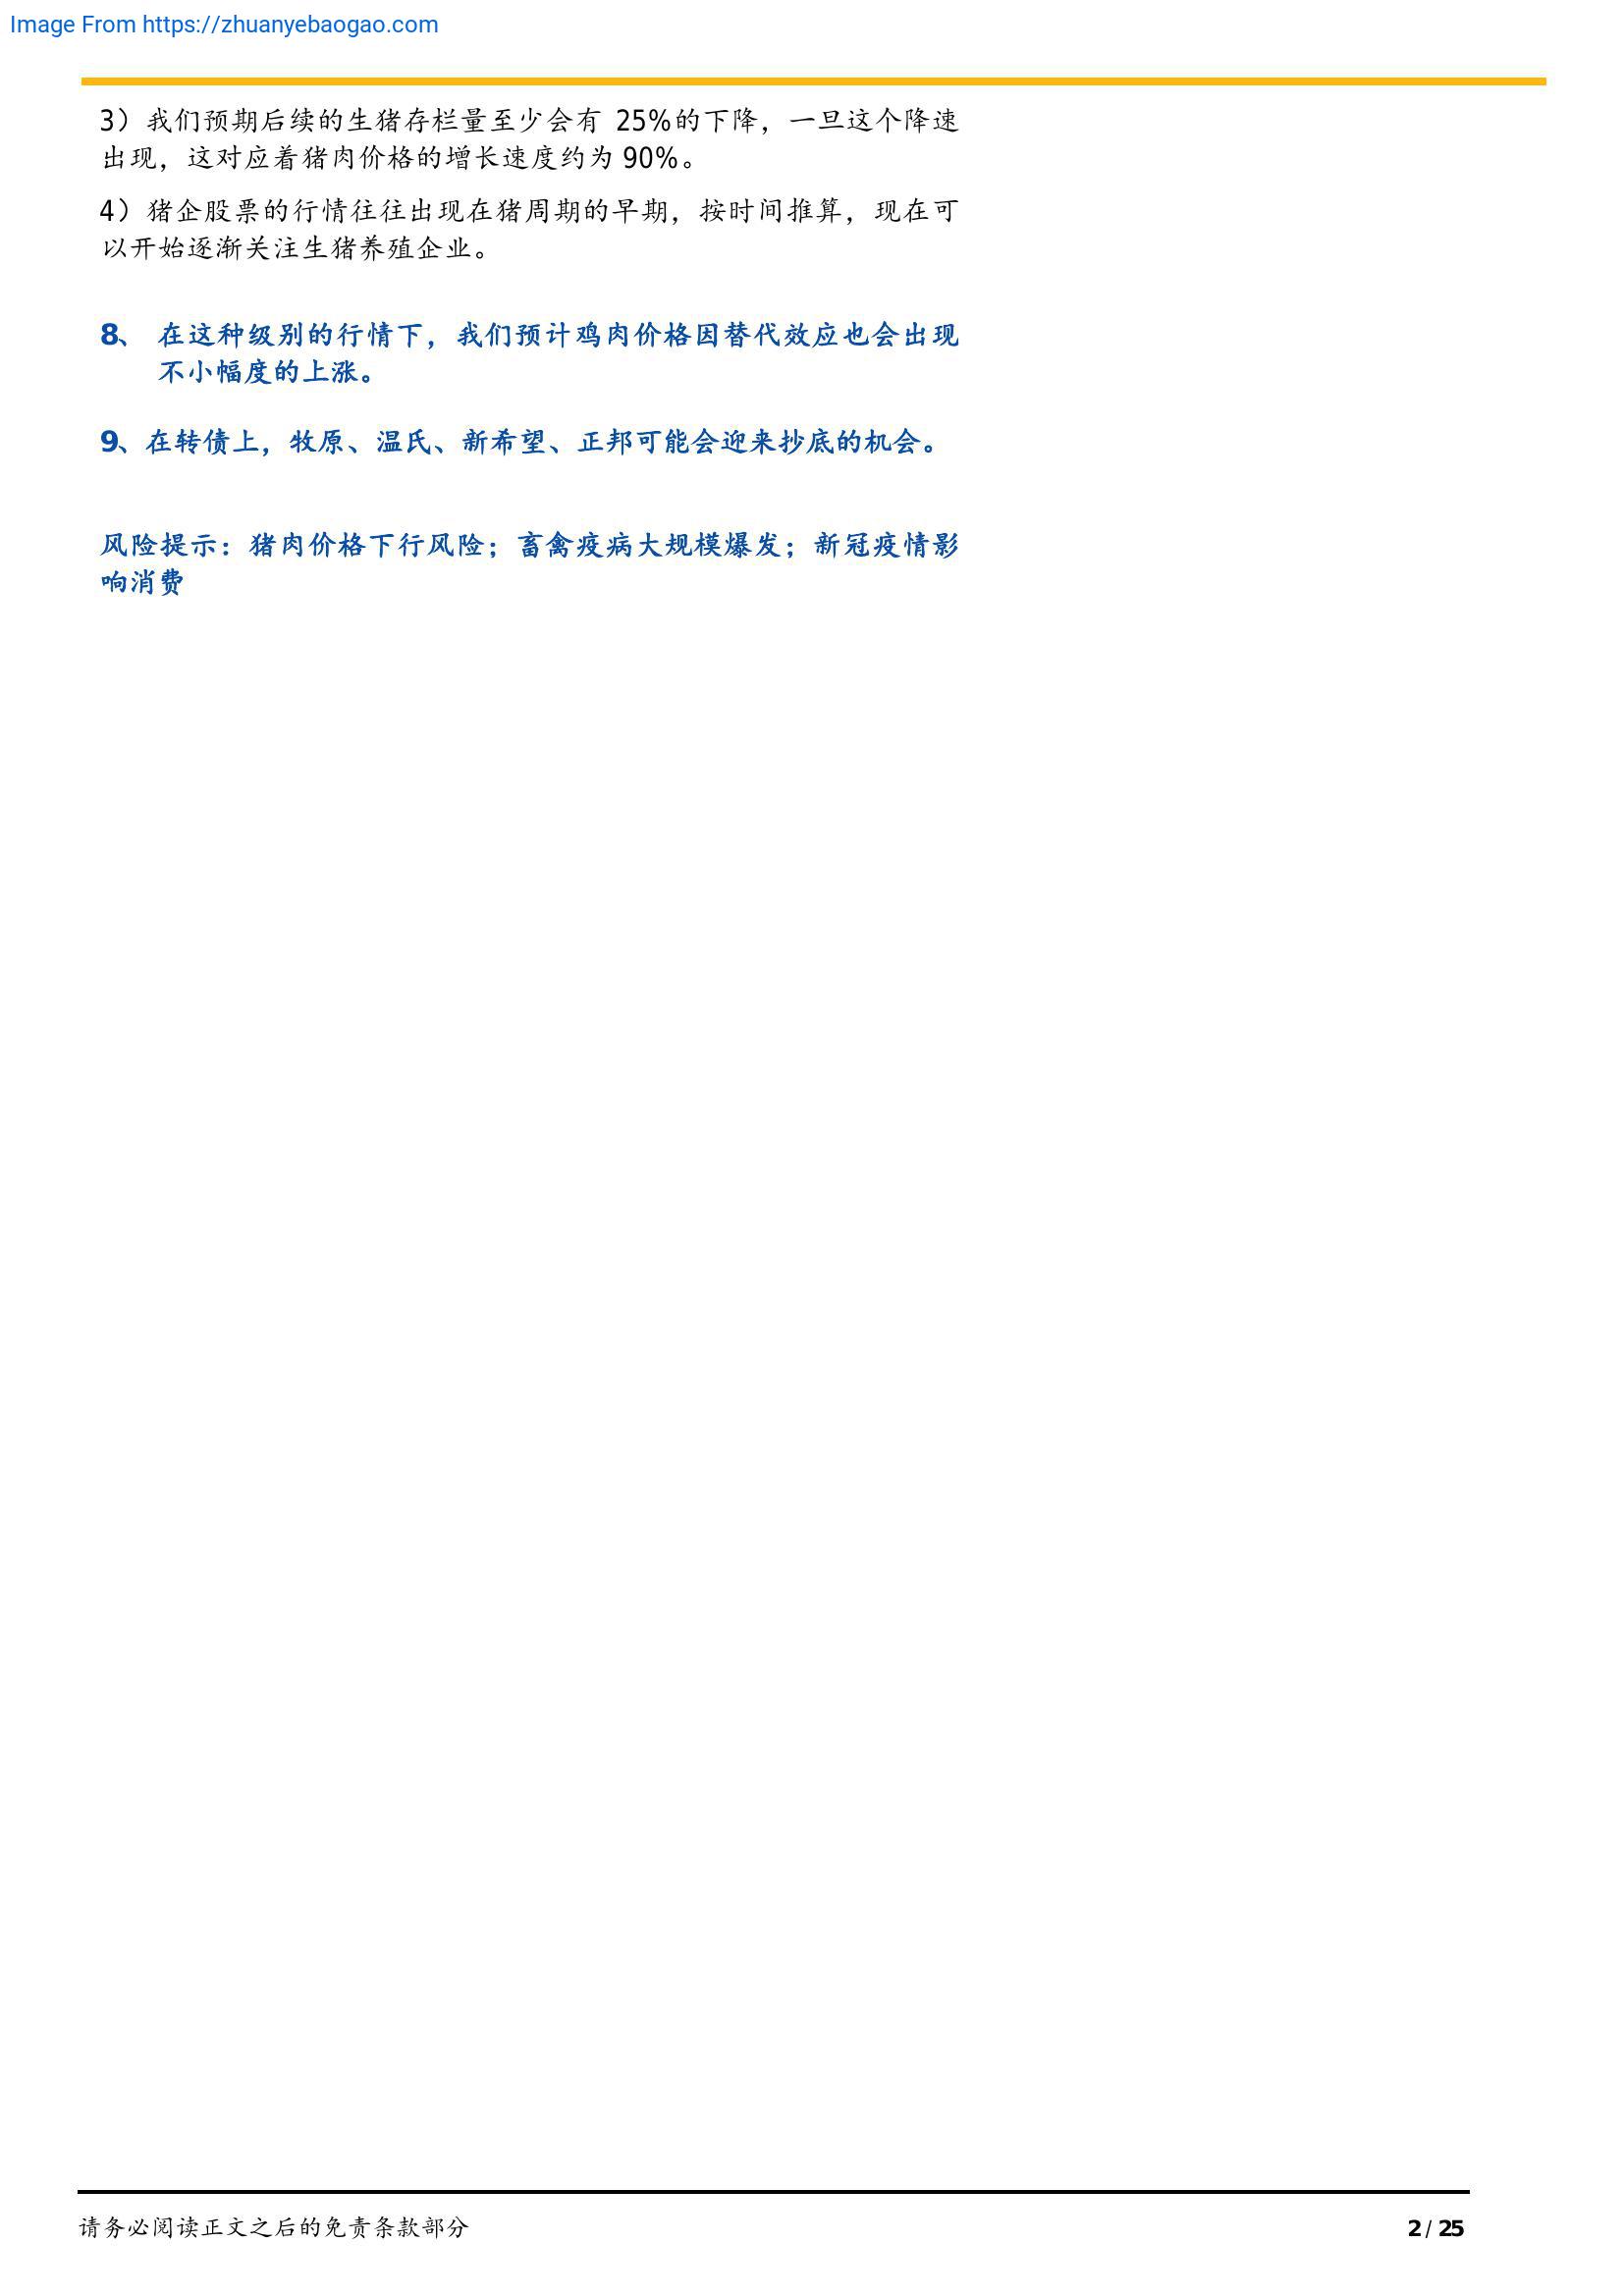 Image From https://zhuanyebaogao.com
3）我们预期后续的生猪存栏量至少会有 25%的下降，一旦这个降速
出现，这对应着猪肉价格的增长速度约为 90%。
4）猪企股票的行情往往出现在猪周期的早期，按时间推算，现在可
以开始逐渐关注生猪养殖企业。
8、 在这种级别的行情下，我们预计鸡肉价格因替代效应也会出现
不小幅度的上涨。
9、在转债上，牧原、温氏、新希望、正邦可能会迎来抄底的机会。
风险提示：猪肉价格下行风险；畜禽疫病大规模爆发；新冠疫情影
响消费
请务必阅读正文之后的免责条款部分
2 / 25